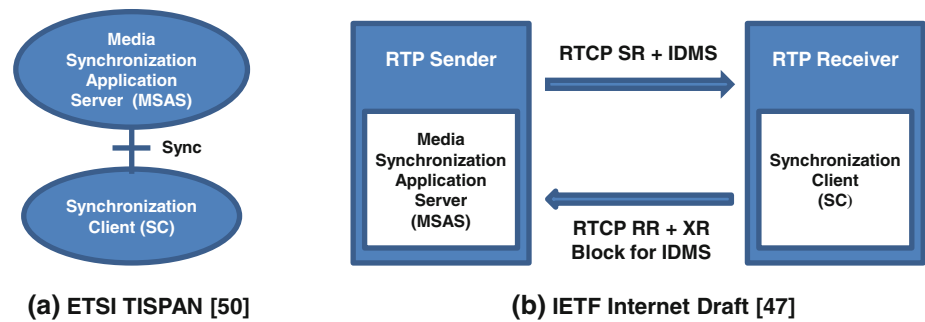 Media
Synchronization
Application
Server (MSAS)
Sync
Synchronization
Client (SC)
(a) ETSI TISPAN [50]
RTP Sender
Media
Synchronization
Application
Server
(MSAS)
RTCP SR + IDMS
RTCP RR + XR
Block for IDMS
RTP Receiver
Synchronization
Client
(SC)
(b) IETF Internet Draft [47]